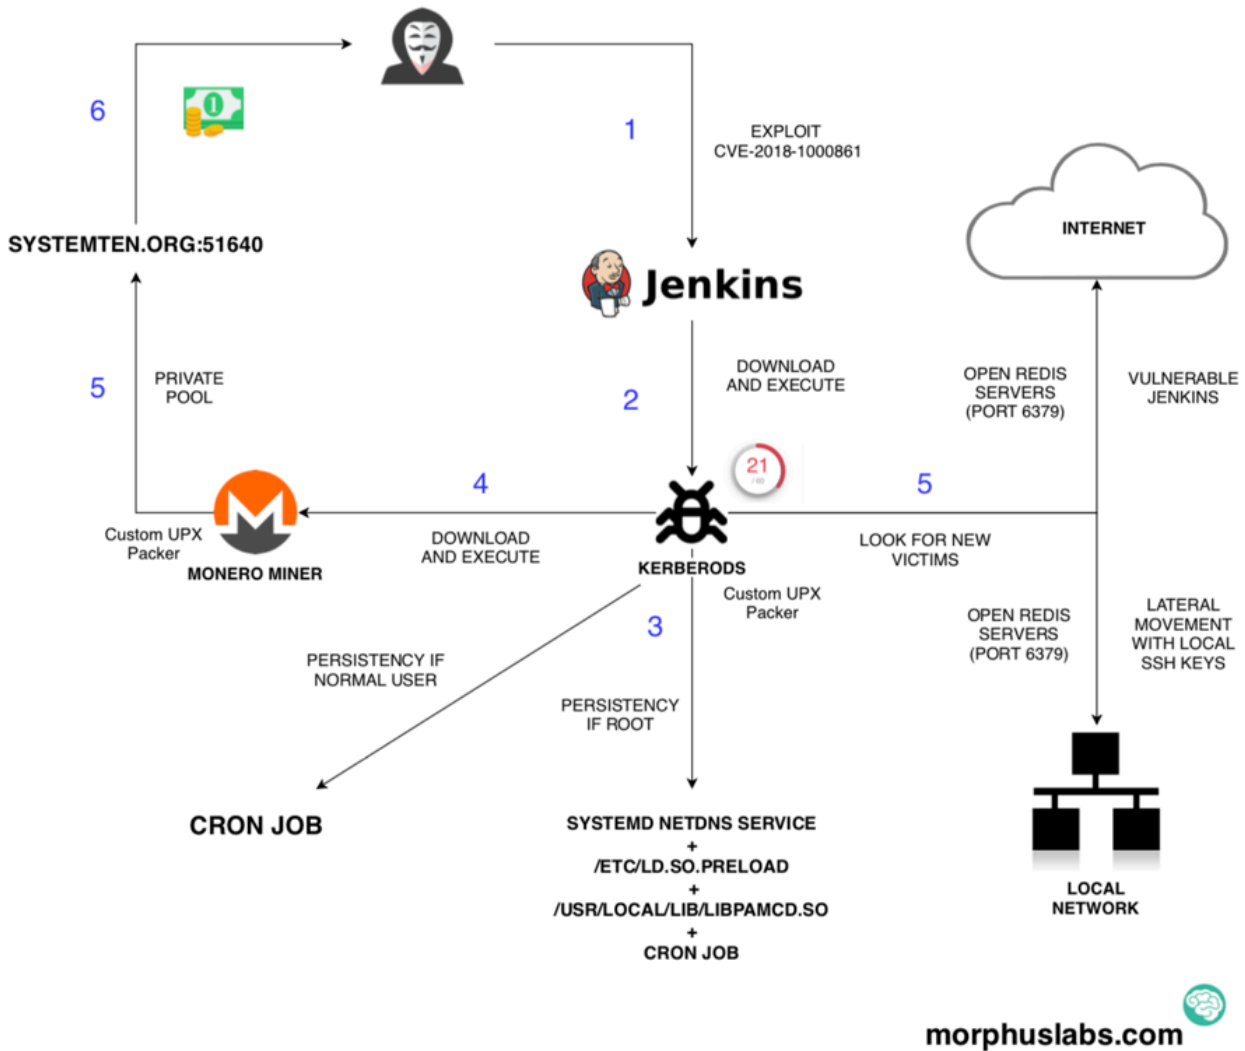 6
1
EXPLOIT
CVE-2018-1000861
INTERNET
SYSTEMTEN.ORG:51640
Jenkins
5
PRIVATE
POOL
2
DOWNLOAD
AND EXECUTE
OPEN REDIS
SERVERS
(PORT 6379)
VULNERABLE
JENKINS
21
/ 60
4
5
Custom UPX
Packer
MONERO MINER
DOWNLOAD
AND EXECUTE
KERBERODS
Custom UPX
Packer
LOOK FOR NEW
VICTIMS
3
PERSISTENCY IF
NORMAL USER
PERSISTENCY
IF ROOT
OPEN REDIS
SERVERS
(PORT 6379)
LATERAL
MOVEMENT
WITH LOCAL
SSH KEYS
CRON JOB
SYSTEMD NETDNS SERVICE
+
/ETC/LD.SO.PRELOAD
+
/USR/LOCAL/LIB/LIBPAMCD.SO
+
CRON JOB
LOCAL
NETWORK
morphuslabs.com